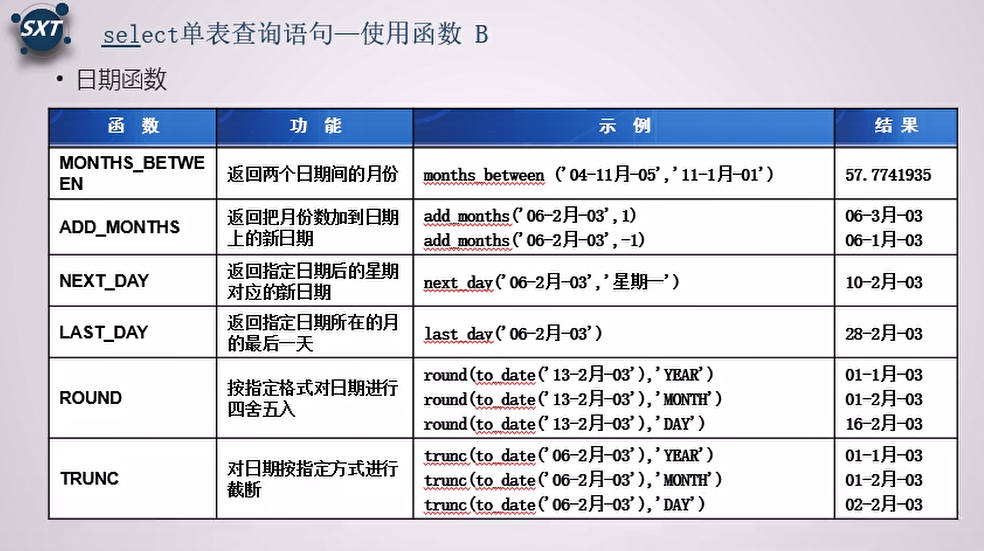 SXT
select单表查询语句—使用函数 B
• 日期函数
函 数 功 能 示 例 结 果
MONTHS_BETWE
EN
返回两个日期间的月份
months_between ('04-11月-05','11-1月-01')
57.7741935
ADD_MONTHS
返回把月份数加到日期
上的新日期
add_months('06-2月-03',1)
add_months('06-2月-03',-1)
06-3月-03
06-1月-03
NEXT_DAY
返回指定日期后的星期
对应的新日期
next_day('06-2月-03','星期一')
10-2月-03
LAST_DAY
返回指定日期所在的月
的最后一天
last_day('06-2月-03')
28-2月-03
ROUND
按指定格式对日期进行
四舍五入
round(to_date('13-2月-03'),'YEAR')
round(to_date('13-2月-03'),'MONTH')
round(to_date('13-2月-03'),'DAY')
01-1月-03
01-2月-03
16-2月-03
TRUNC
对日期按指定方式进行
截断
trunc(to_date('06-2月-03'),'YEAR')
trunc(to_date('06-2月-03'),'MONTH')
trunc(to_date('06-2月-03'),'DAY')
01-1月-03
01-2月-03
02-2月-03